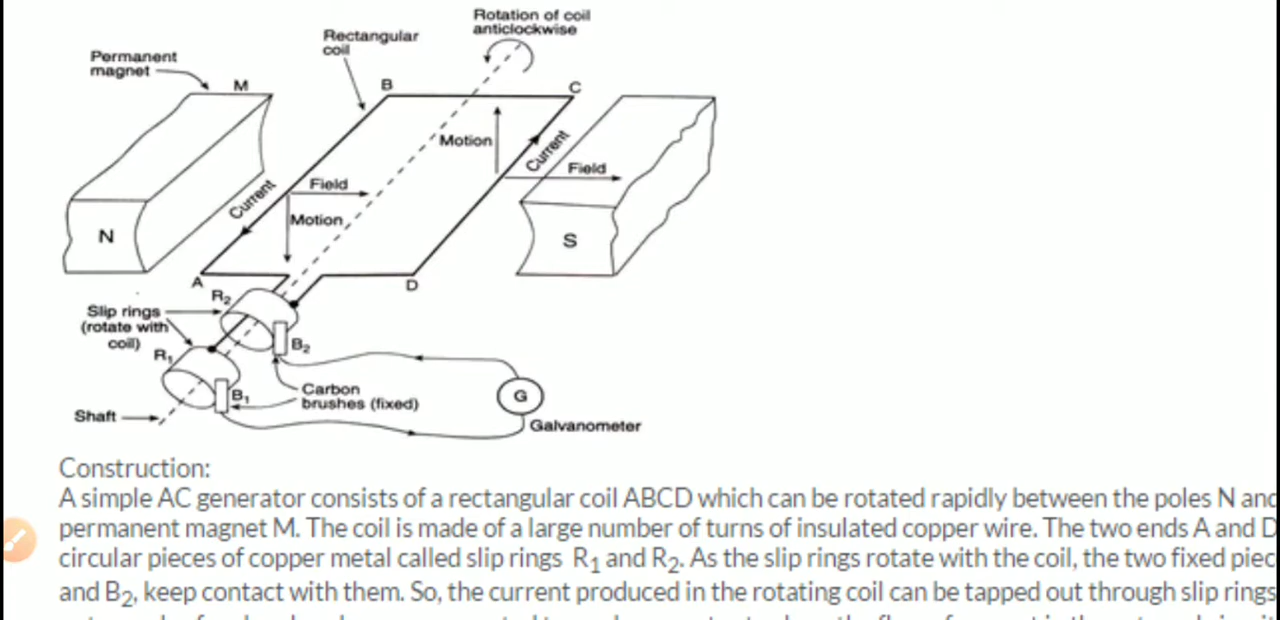 Rotation of coil
anticlockwise
Rectangular
coil
Permanent
magnet
M
B
C
Motion
Current
Field
Field
Current
Motion
N
S
A
D
R2
Slip rings
(rotate with
coil)
R1
B2
Carbon
brushes (fixed)
B1
G
Shaft
Galvanometer
Construction:
A simple AC generator consists of a rectangular coil ABCD which can be rotated rapidly between the poles N and
permanent magnet M. The coil is made of a large number of turns of insulated copper wire. The two ends A and D
circular pieces of copper metal called slip rings R1 and R2. As the slip rings rotate with the coil, the two fixed piec
and B2, keep contact with them. So, the current produced in the rotating coil can be tapped out through slip rings